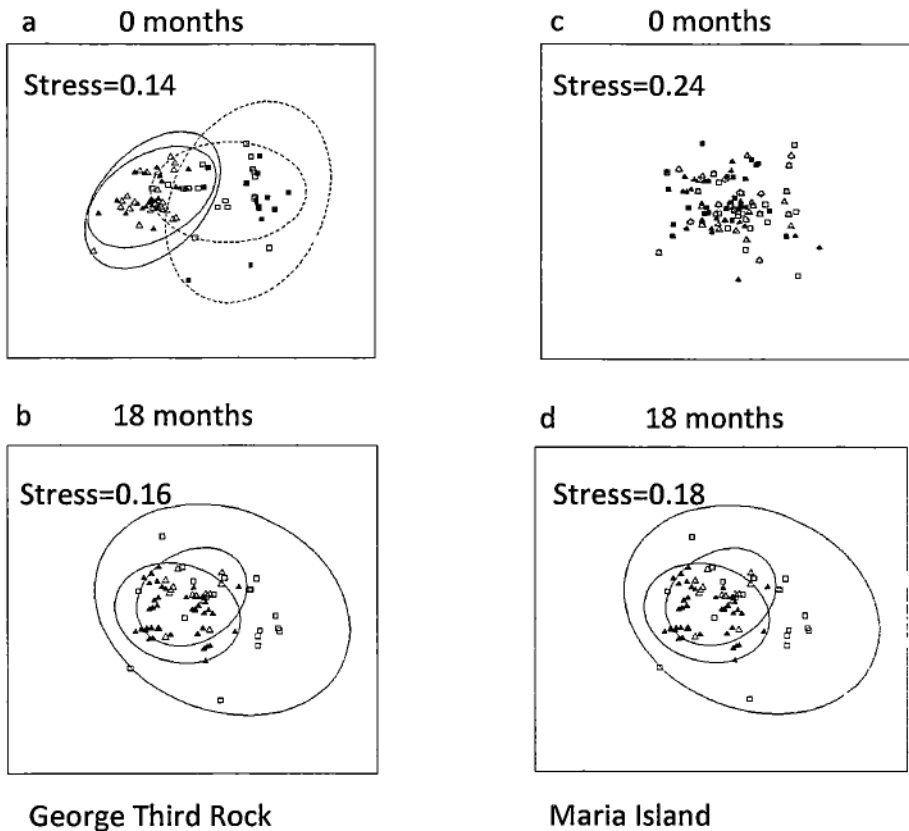 a 0 months
Stress=0.14
b 18 months
Stress=0.16
George Third Rock
c 0 months
Stress=0.24
d 18 months
Stress=0.18
Maria Island